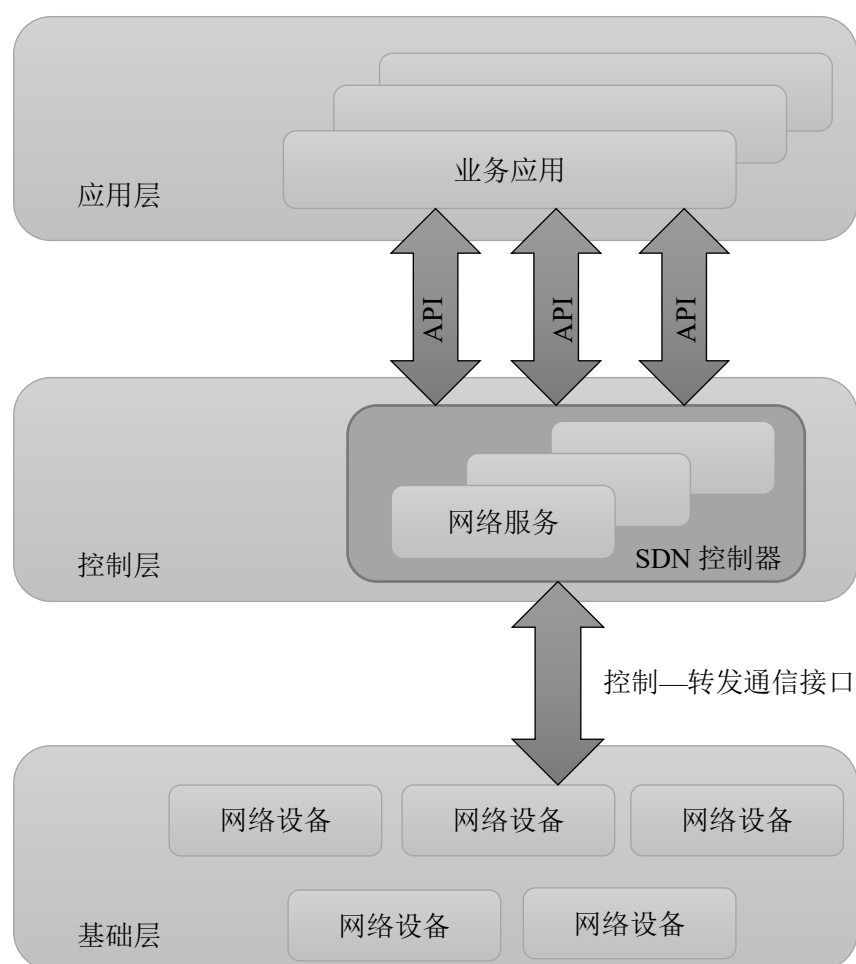 业务应用
应用层
API
API
API
网络服务
SDN 控制器
控制层
控制—转发通信接口
网络设备
网络设备
网络设备
网络设备
网络设备
基础层